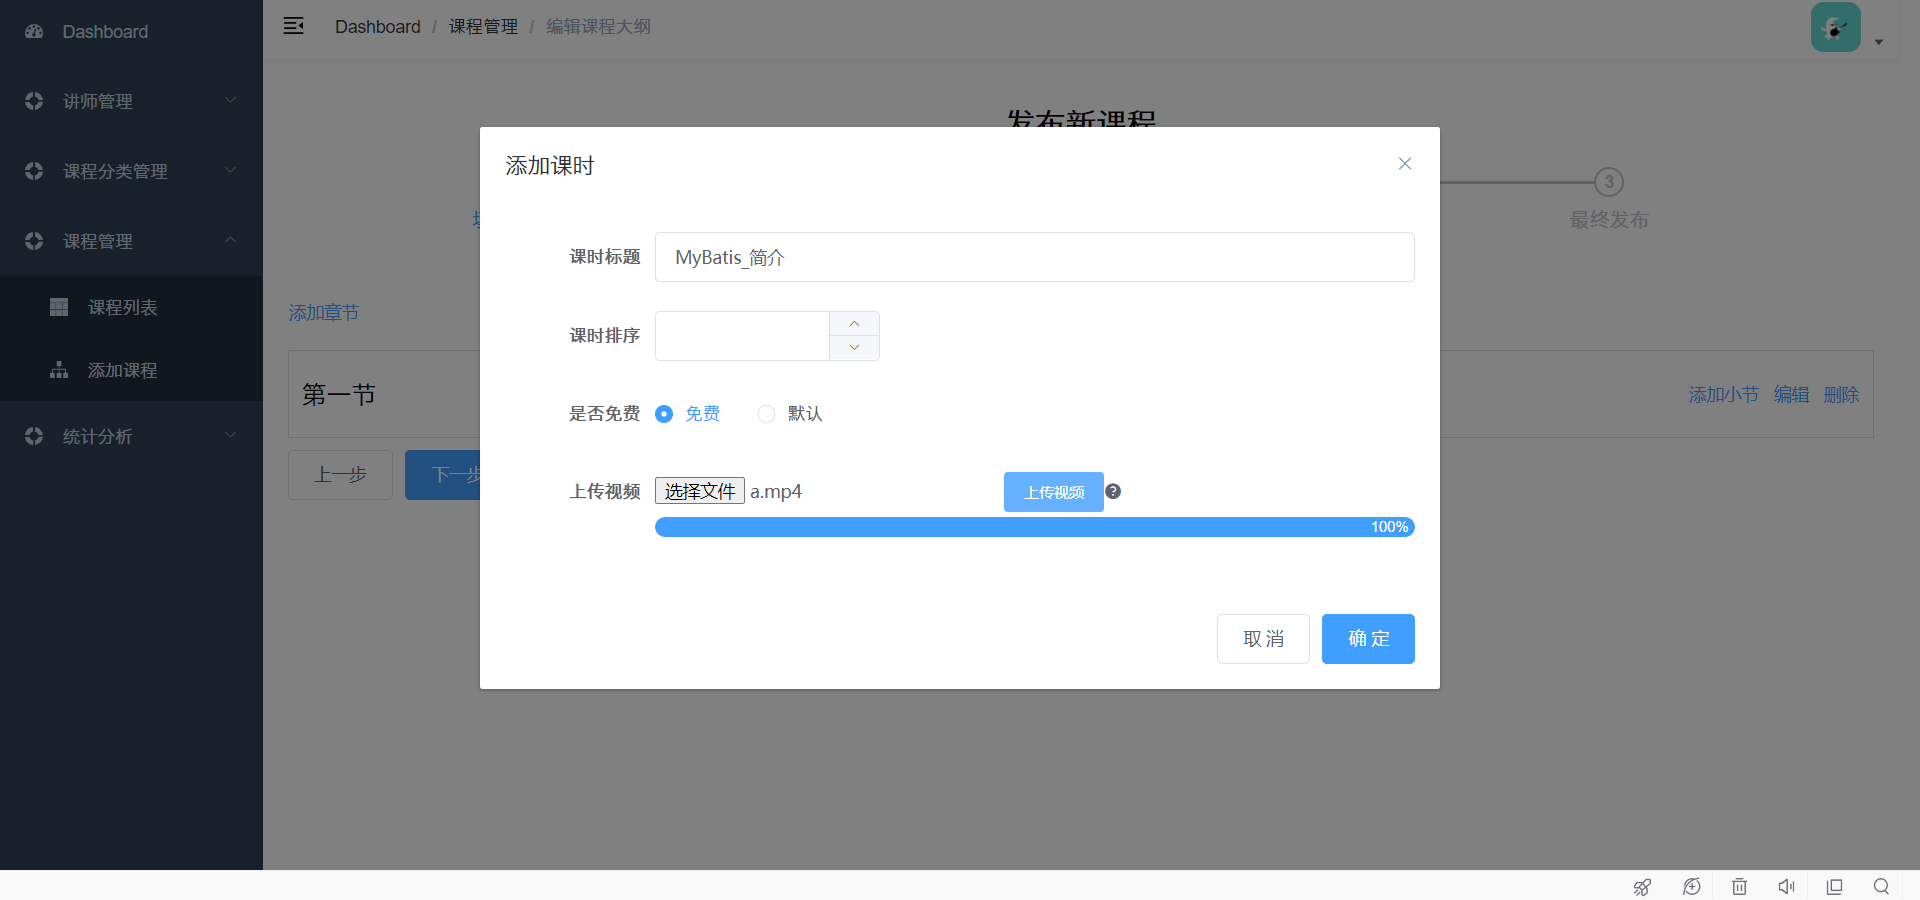 Dashboard
讲师管理
课程分类管理
课程管理
课程列表
添加课程
统计分析
Dashboard / 课程管理 / 编辑课程大纲
发布新课程
3
最终发布
添加章节
第一节
添加小节 编辑 删除
上一步
下一步
添加课时
课时标题 MyBatis_简介
课时排序
是否免费 免费 默认
上传视频 选择文件 a.mp4 上传视频 ?
100%
取 消 确 定